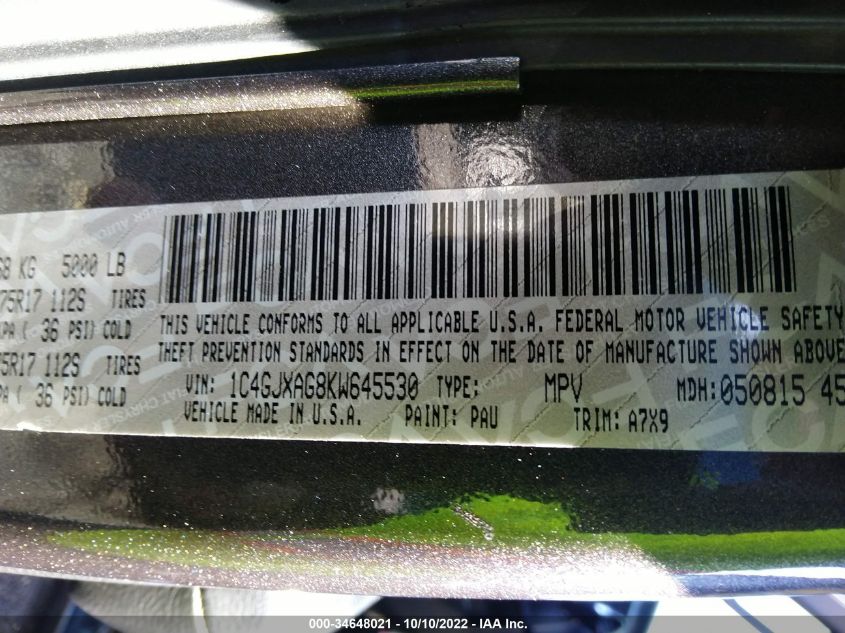 68 KG 5000 LB
75R17 112S TIRES
PA ( 36 PSI) COLD
75R17 112S TIRES
PA ( 36 PSI) COLD
THIS VEHICLE CONFORMS TO ALL APPLICABLE U.S.A. FEDERAL MOTOR VEHICLE SAFETY
THEFT PREVENTION STANDARDS IN EFFECT ON THE DATE OF MANUFACTURE SHOWN ABOVE
VIN: 1C4GJXAG8KW645530 TYPE: MPV MDH: 050815 45
VEHICLE MADE IN U.S.A. PAINT: PAU TRIM: A7X9
000-34648021 - 10/10/2022 - IAA Inc.